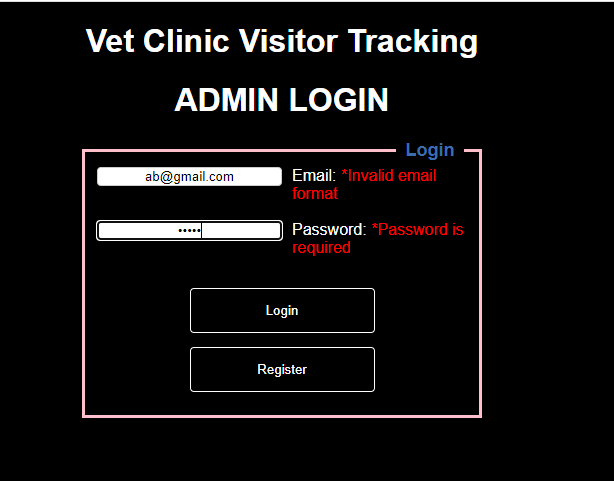 Vet Clinic Visitor Tracking
ADMIN LOGIN
Login
ab@gmail.com
Email: *Invalid email
format
•••••
Password: *Password is
required
Login
Register